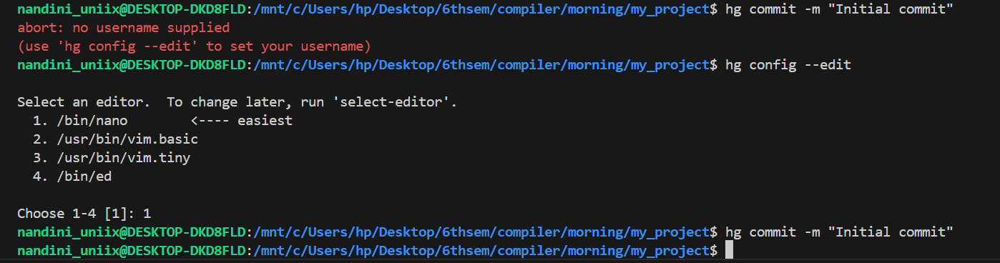 nandini_uniix@DESKTOP-DKD8FLD:/mnt/c/Users/hp/Desktop/6thsem/compiler/morning/my_project$ hg commit -m "Initial commit"
abort: no username supplied
(use 'hg config --edit' to set your username)
nandini_uniix@DESKTOP-DKD8FLD:/mnt/c/Users/hp/Desktop/6thsem/compiler/morning/my_project$ hg config --edit

Select an editor.  To change later, run 'select-editor'.
  1. /bin/nano        <---- easiest
  2. /usr/bin/vim.basic
  3. /usr/bin/vim.tiny
  4. /bin/ed

Choose 1-4 [1]: 1
nandini_uniix@DESKTOP-DKD8FLD:/mnt/c/Users/hp/Desktop/6thsem/compiler/morning/my_project$ hg commit -m "Initial commit"
nandini_uniix@DESKTOP-DKD8FLD:/mnt/c/Users/hp/Desktop/6thsem/compiler/morning/my_project$